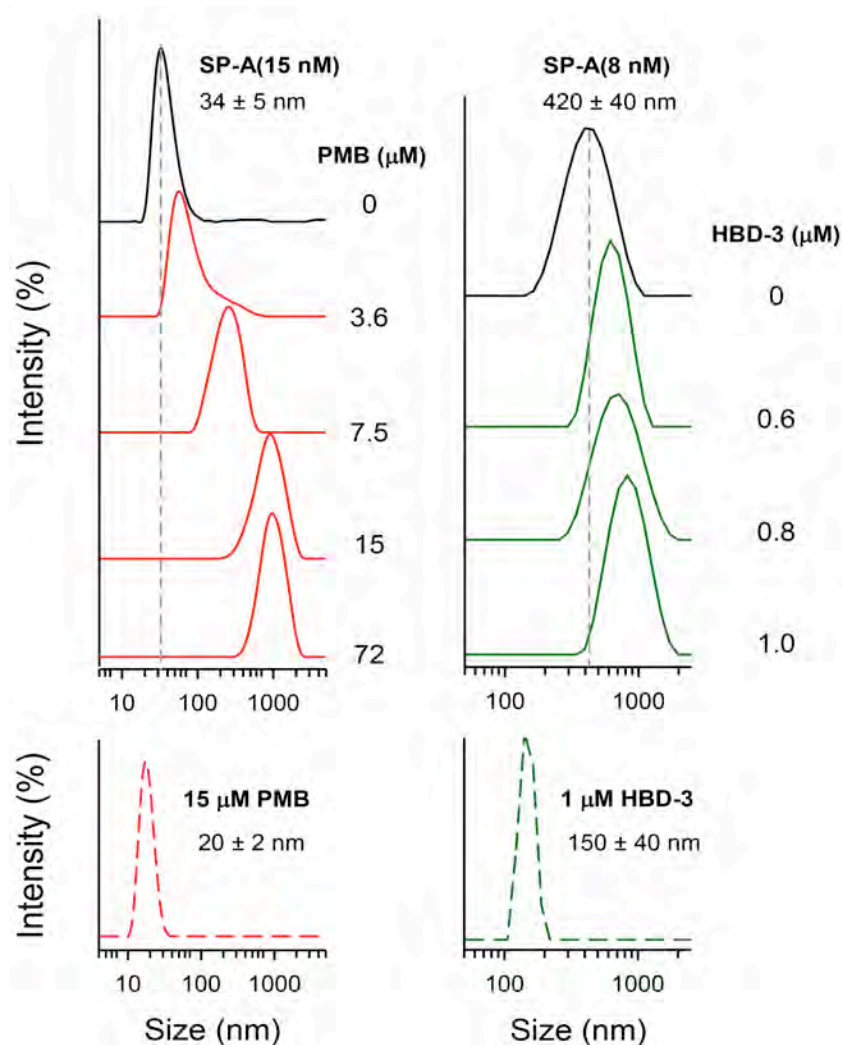 SP-A(15 nM)
34 ± 5 nm
PMB (μM)
0
3.6
7.5
15
72
Intensity (%)
10 100 1000
SP-A(8 nM)
420 ± 40 nm
HBD-3 (μM)
0
0.6
0.8
1.0
100 1000
Intensity (%)
15 μM PMB
20 ± 2 nm
10 100 1000
Size (nm)
1 μM HBD-3
150 ± 40 nm
100 1000
Size (nm)